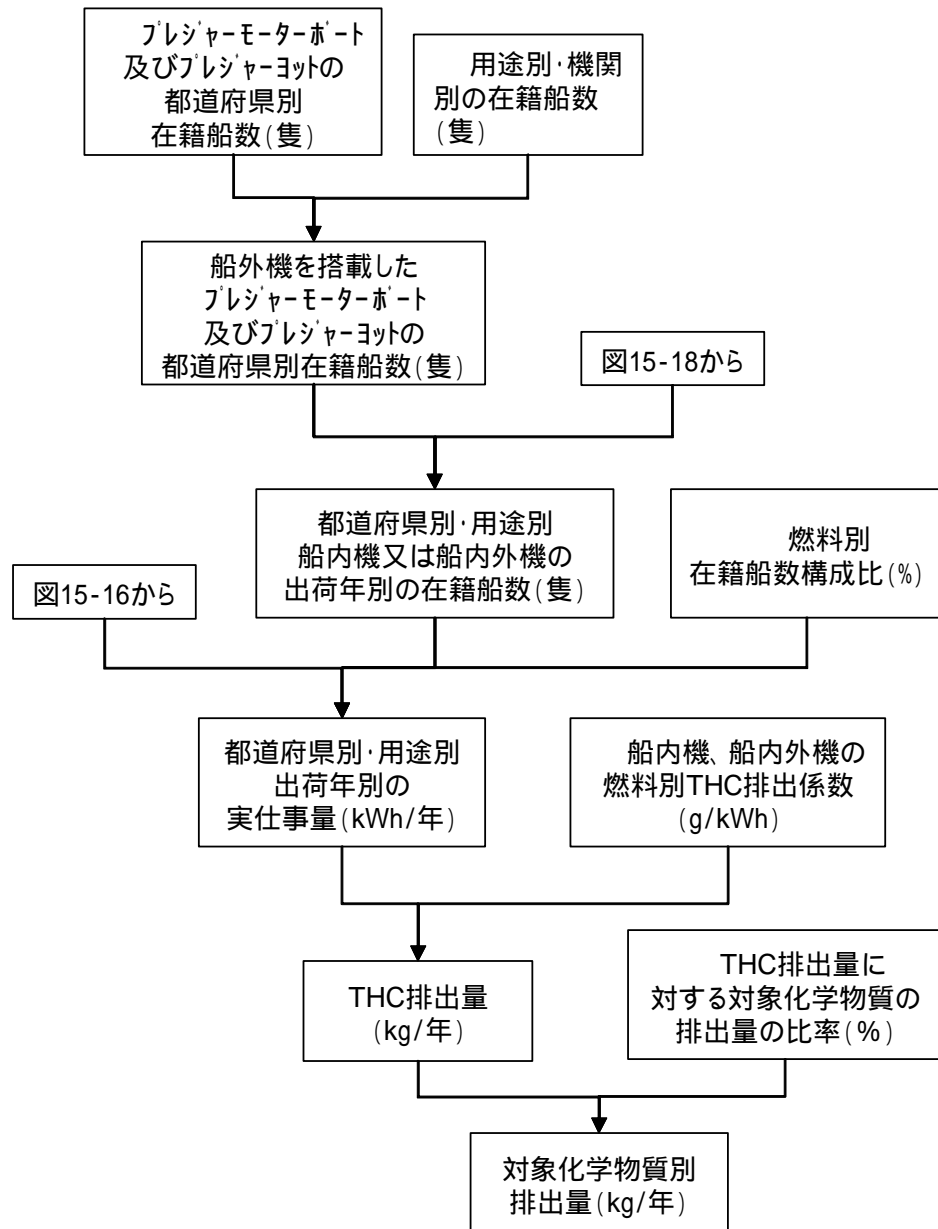 ﾌﾟﾚｼﾞｬｰﾓｰﾀｰﾎﾞｰﾄ
及びﾌﾟﾚｼﾞｬｰﾖｯﾄの
都道府県別
在籍船数(隻)
用途別･機関
別の在籍船数
(隻)
船外機を搭載した
ﾌﾟﾚｼﾞｬｰﾓｰﾀｰﾎﾞｰﾄ
及びﾌﾟﾚｼﾞｬｰﾖｯﾄの
都道府県別在籍船数(隻)
図15-18から
都道府県別･用途別
船内機又は船内外機の
出荷年別の在籍船数(隻)
燃料別
在籍船数構成比(%)
図15-16から
都道府県別･用途別
出荷年別の
実仕事量(kWh/年)
船内機、船内外機の
燃料別THC排出係数
(g/kWh)
THC排出量
(kg/年)
THC排出量に
対する対象化学物質の
排出量の比率(%)
対象化学物質別
排出量(kg/年)